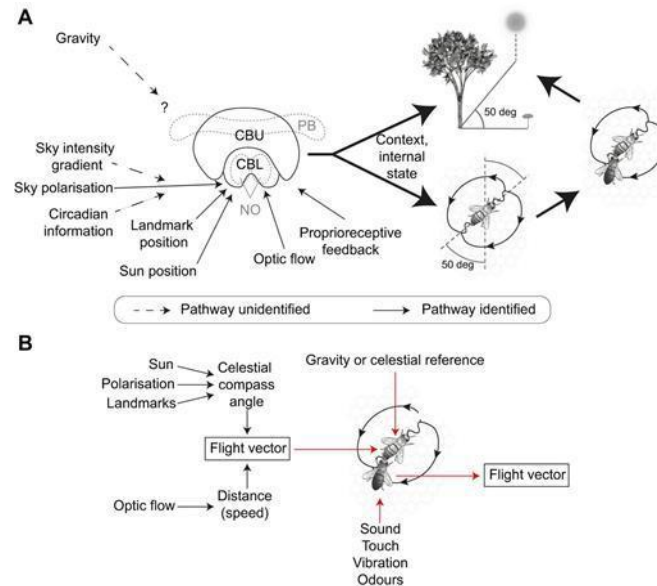 A
Gravity
?
PB
CBU
CBL
NO
Sky intensity
gradient
Sky polarisation
Circadian
information
Landmark
position
Sun position
Optic flow
Proprioreceptive
feedback
Context,
internal
state
50 deg
50 deg
Pathway unidentified
Pathway identified
B
Sun
Polarisation
Landmarks
Celestial
compass
angle
Flight vector
Optic flow
Distance
(speed)
Gravity or celestial reference
Flight vector
Sound
Touch
Vibration
Odours